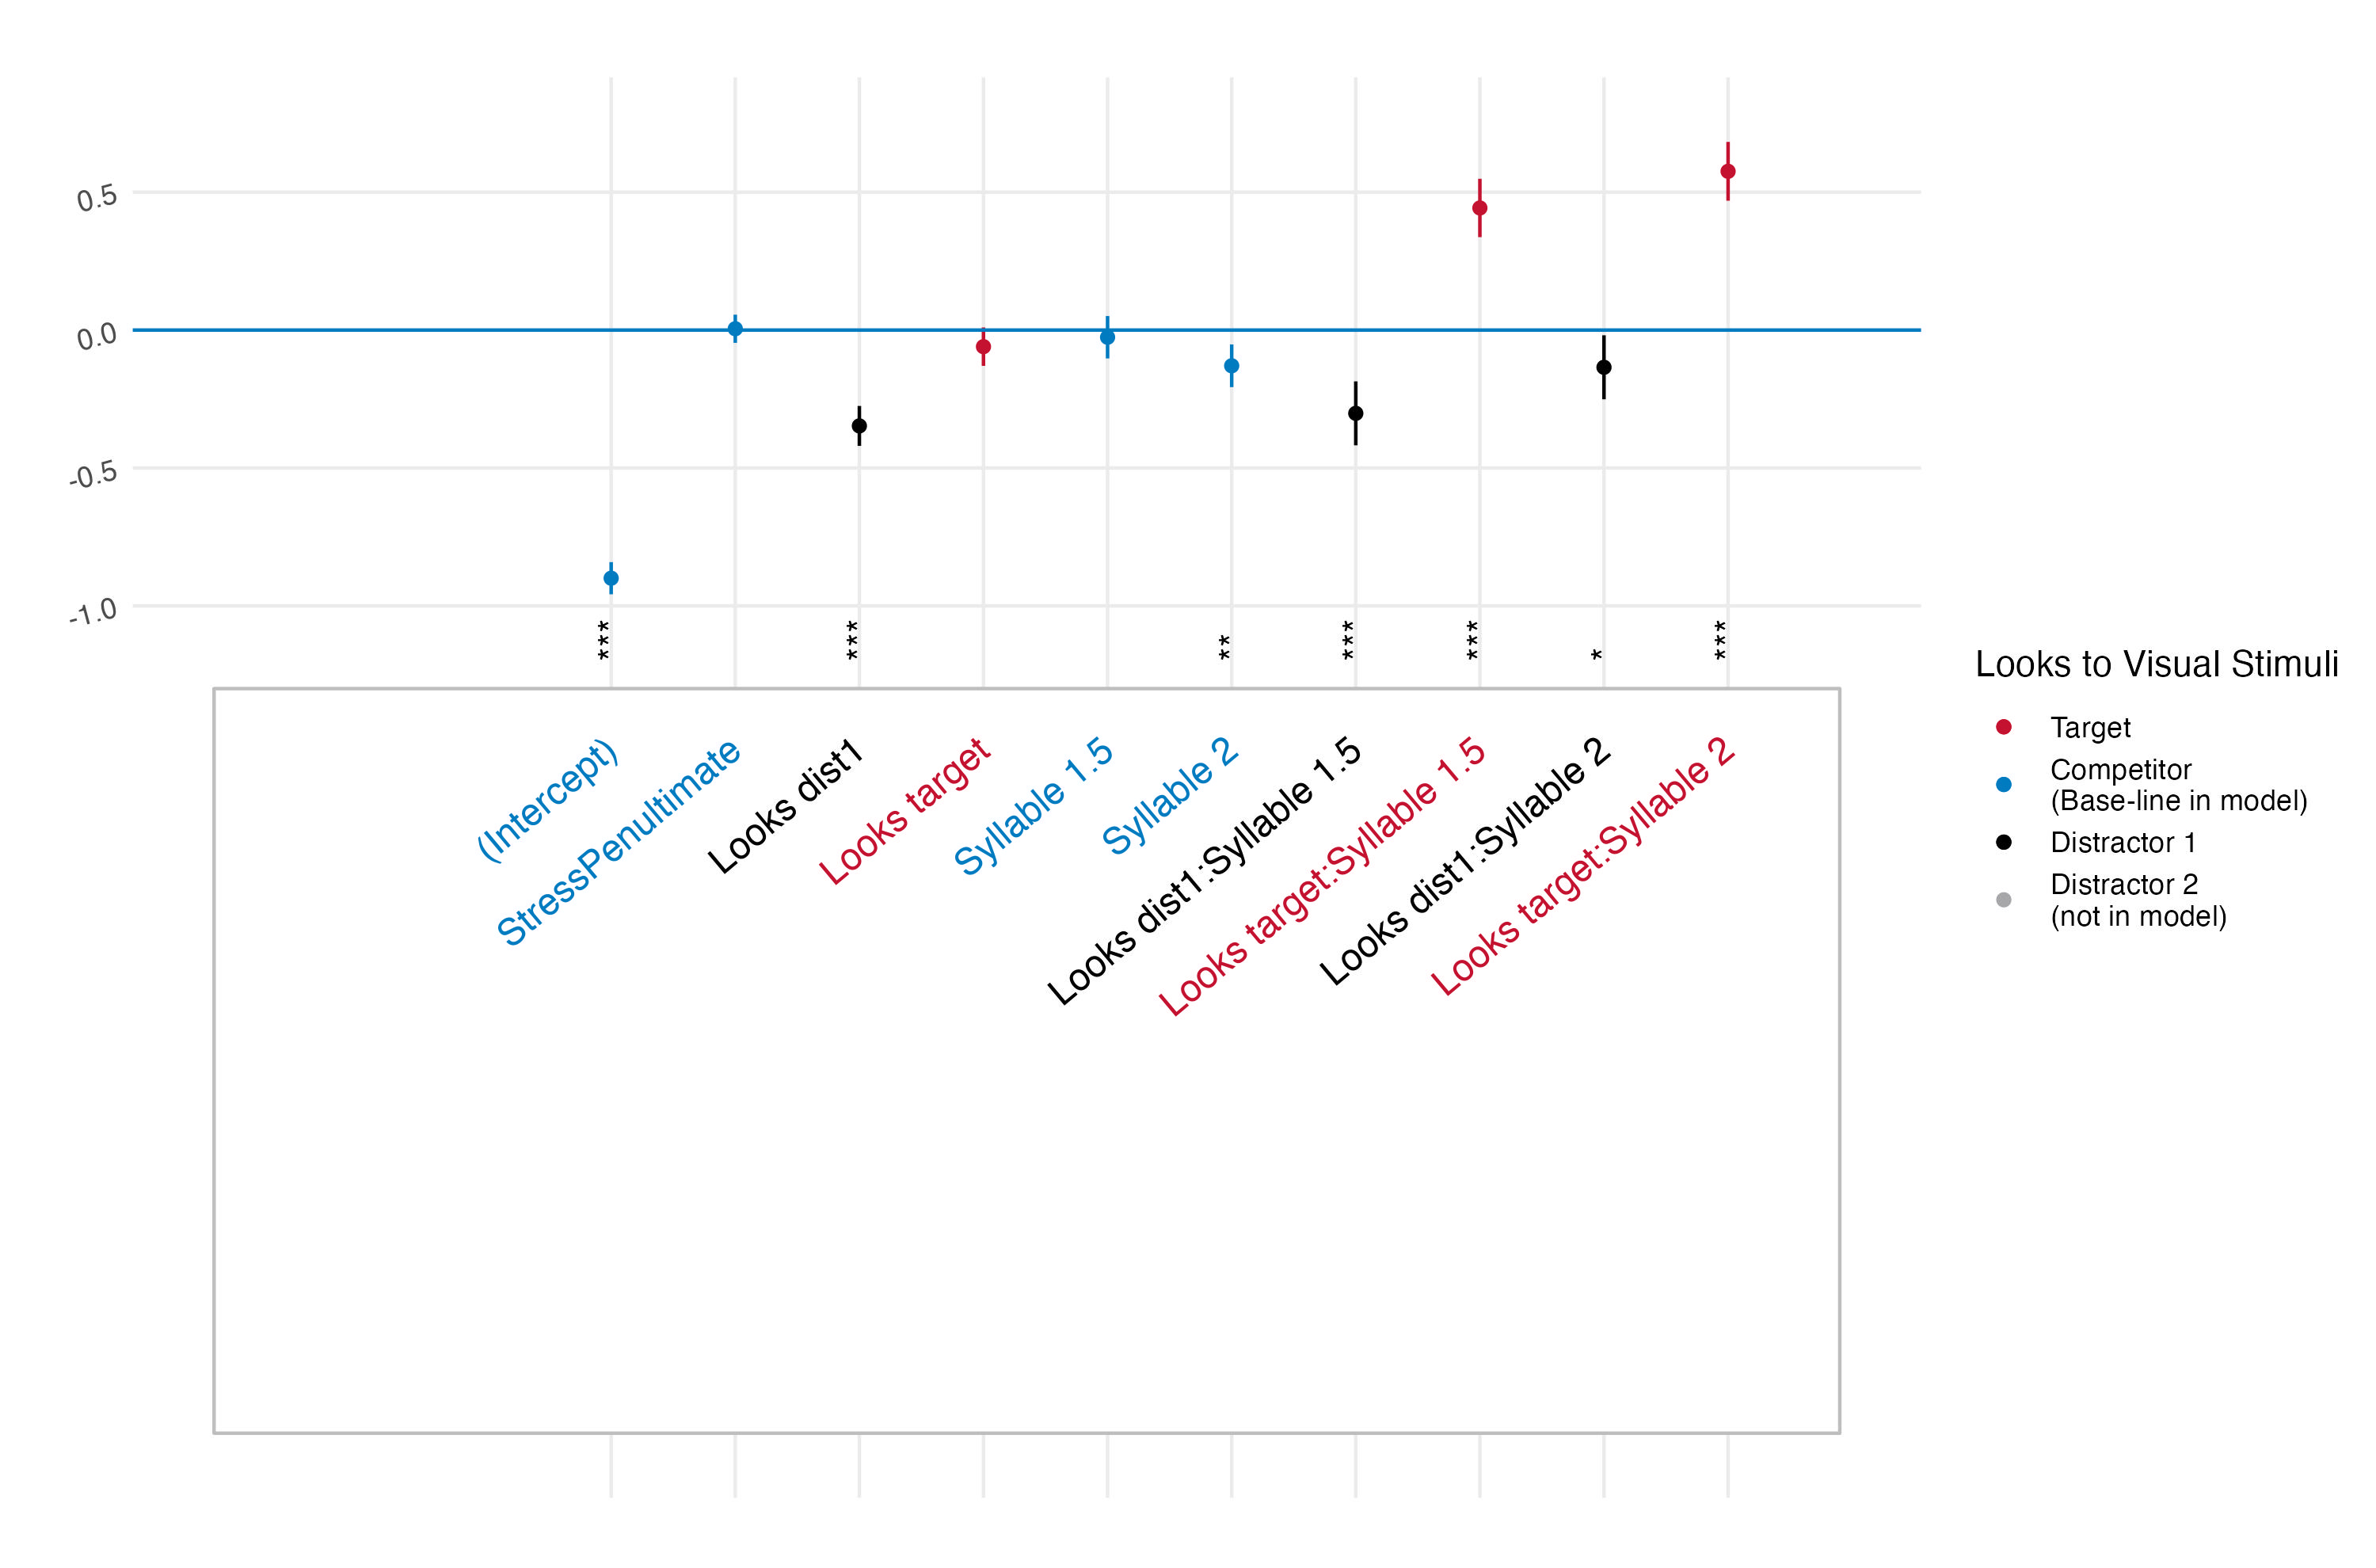 0.5
0.0
-0.5
-1.0
***
***
**
***
***
*
***
(Intercept)
StressPenultimate
Looks dist1
Looks target
Syllable 1.5
Syllable 2
Looks dist1:Syllable 1.5
Looks target:Syllable 1.5
Looks dist1:Syllable 2
Looks target:Syllable 2
Looks to Visual Stimuli
Target
Competitor
(Base-line in model)
Distractor 1
Distractor 2
(not in model)